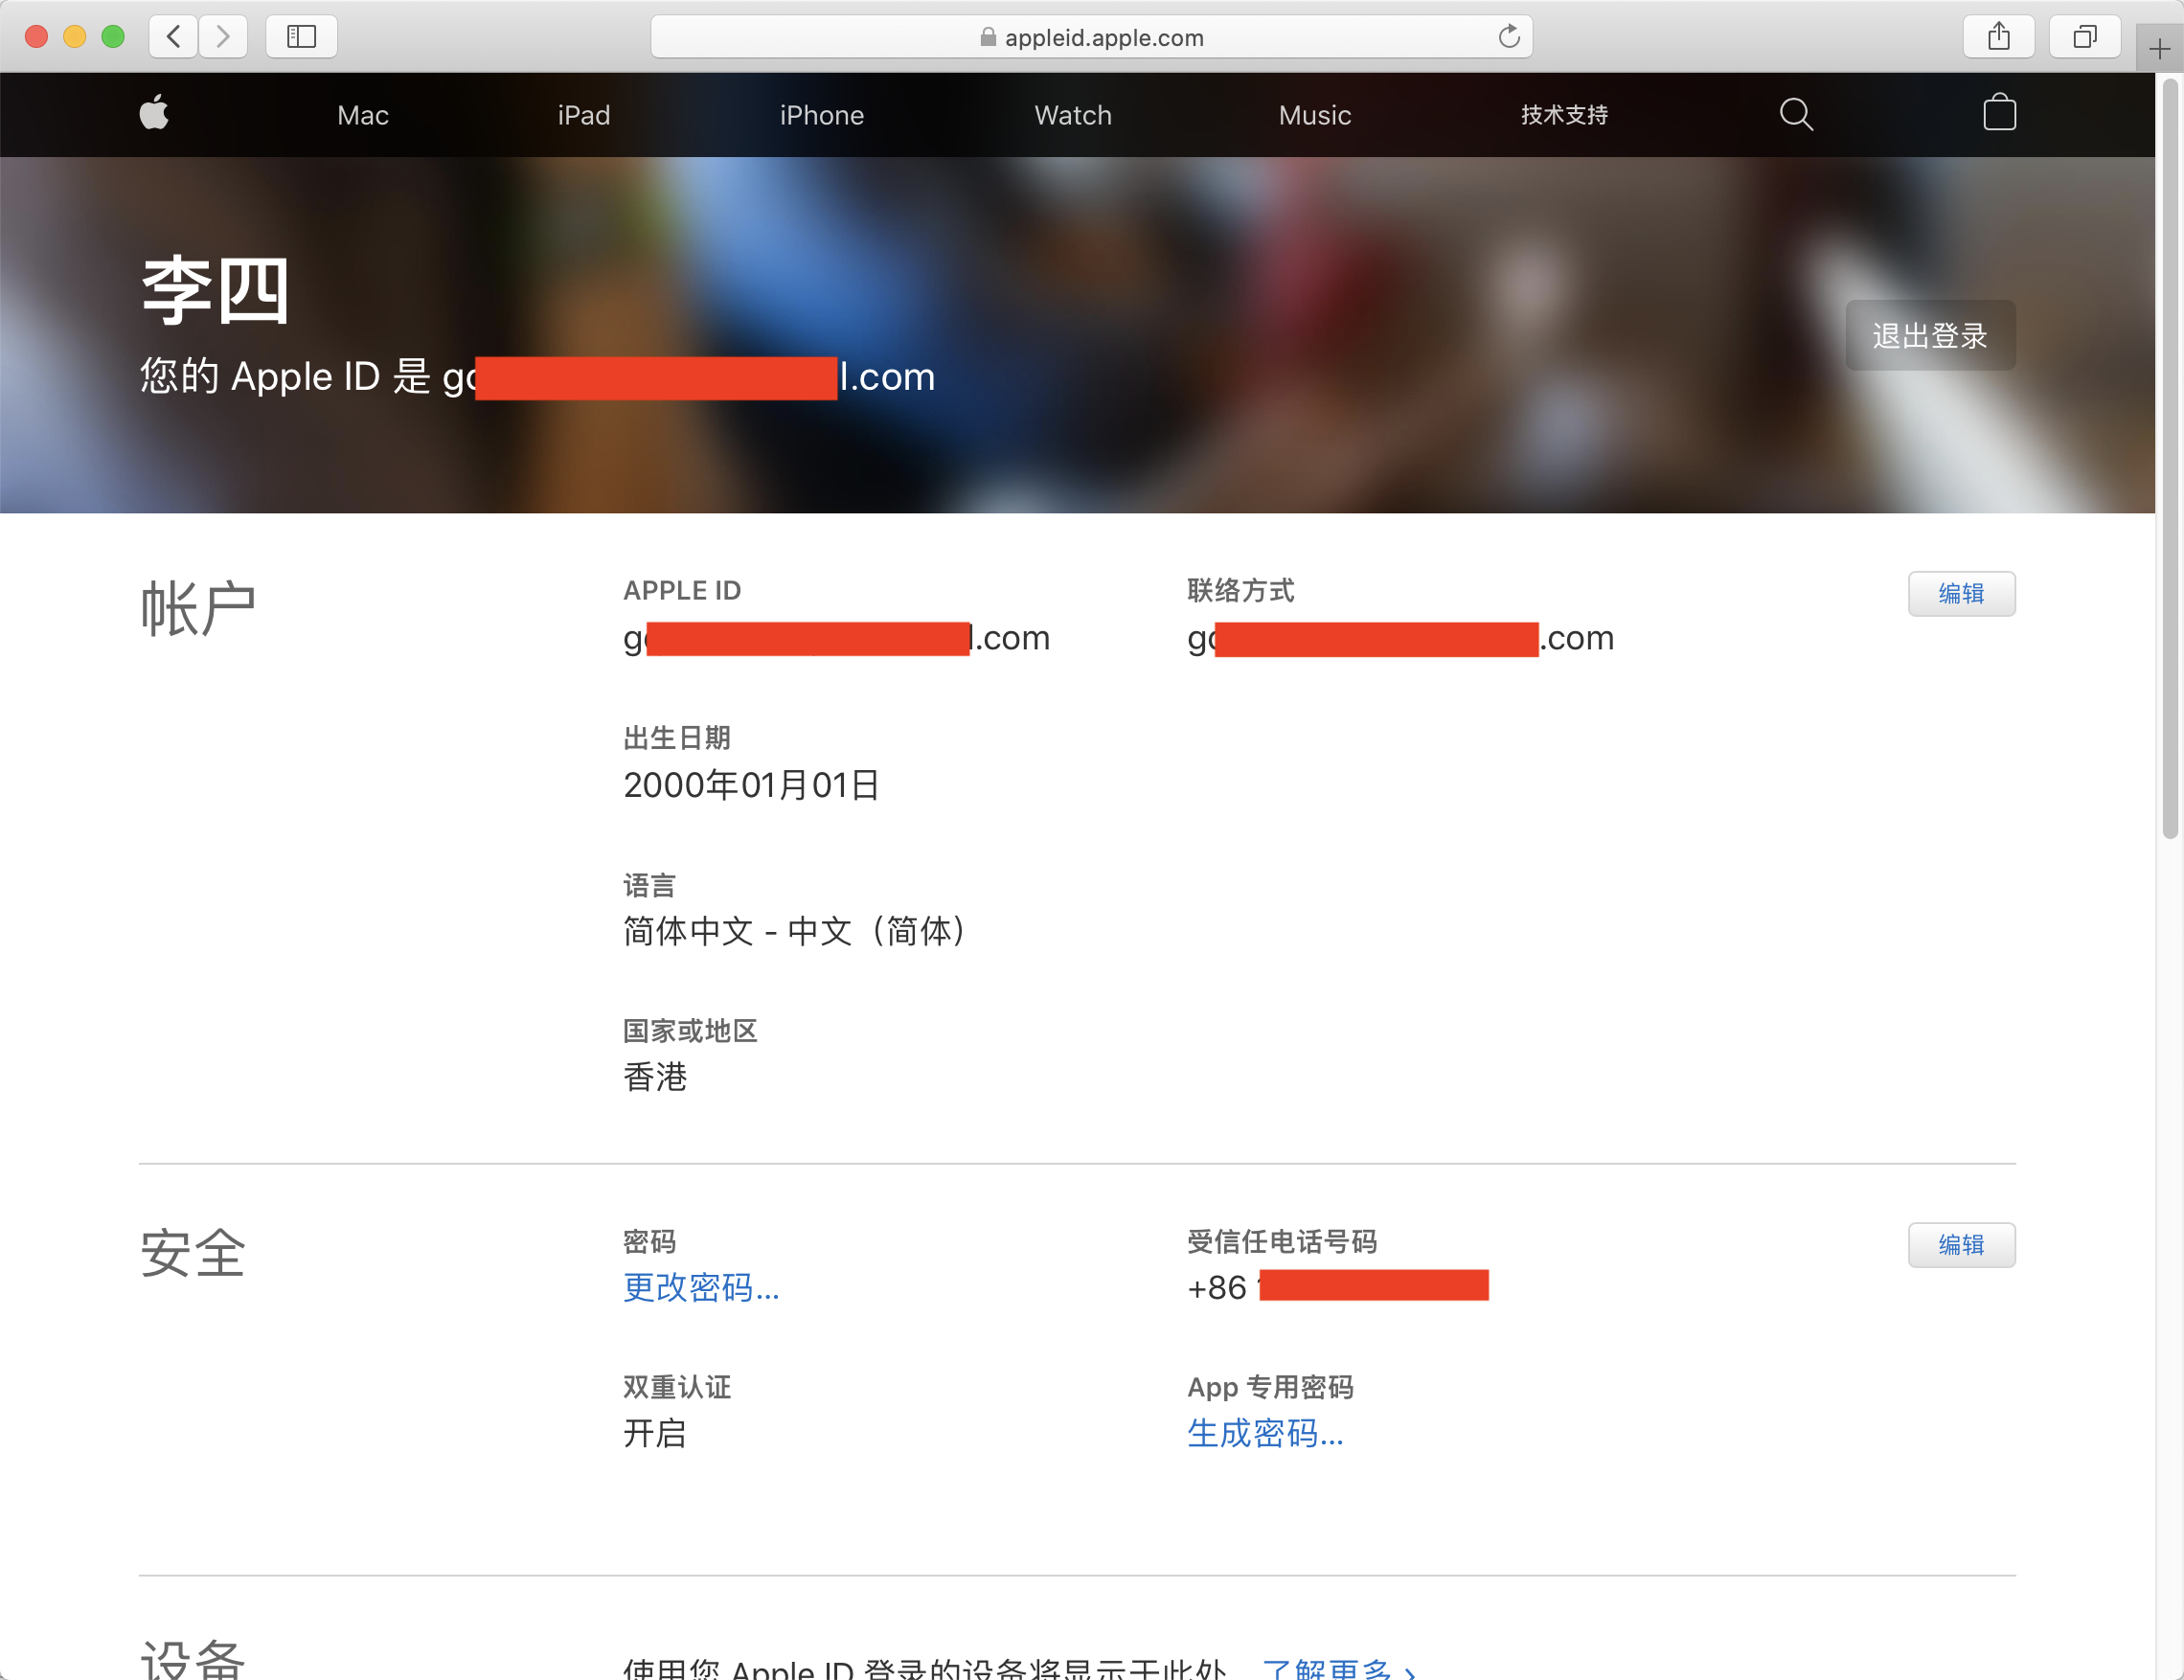 appleid.apple.com
Mac iPad iPhone Watch Music 技术支持
李四
退出登录
您的 Apple ID 是 g l.com
帐户
APPLE ID
g l.com
联络方式
g .com
编辑
出生日期
2000年01月01日
语言
简体中文 - 中文（简体）
国家或地区
香港
安全
密码
更改密码...
受信任电话号码
+86
编辑
双重认证
开启
App 专用密码
生成密码...
设备
使用您 Apple ID 登录的设备将显示于此处。 了解更多 ›